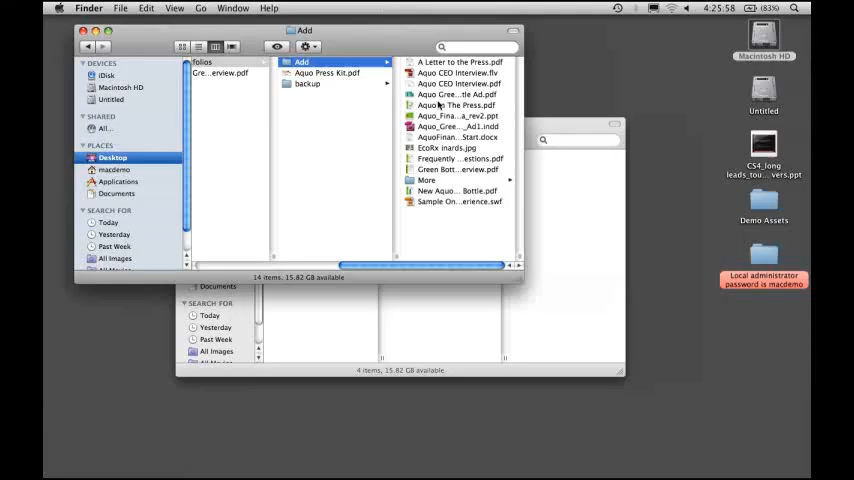 Finder File Edit View Go Window Help 4:25:58 (83%)
Add
folios
Gre...erview.pdf
Add
Aquo Press Kit.pdf
backup
A Letter to the Press.pdf
Aquo CEO Interview.flv
Aquo CEO Interview.pdf
Aquo Gree...tle Ad.pdf
The Press.pdf
Aquo_Fina...a_rev2.ppt
Aquo_Gree..._Ad1.indd
AquoFinan...Start.docx
EcoRx inards.jpg
Frequently ...estions.pdf
Green Bott...erview.pdf
More
New Aquo... Bottle.pdf
Sample On...erience.swf
DEVICES
iDisk
Macintosh HD
Untitled
SHARED
All...
PLACES
Desktop
macdemo
Applications
Documents
SEARCH FOR
Today
Yesterday
Past Week
All Images
14 items, 15.82 GB available
Documents
SEARCH FOR
Today
Yesterday
Past Week
All Images
4 items, 15.82 GB available
Macintosh HD
Untitled
CS4_long
leads_tou...vers.ppt
Demo Assets
Local administrator
password is macdemo